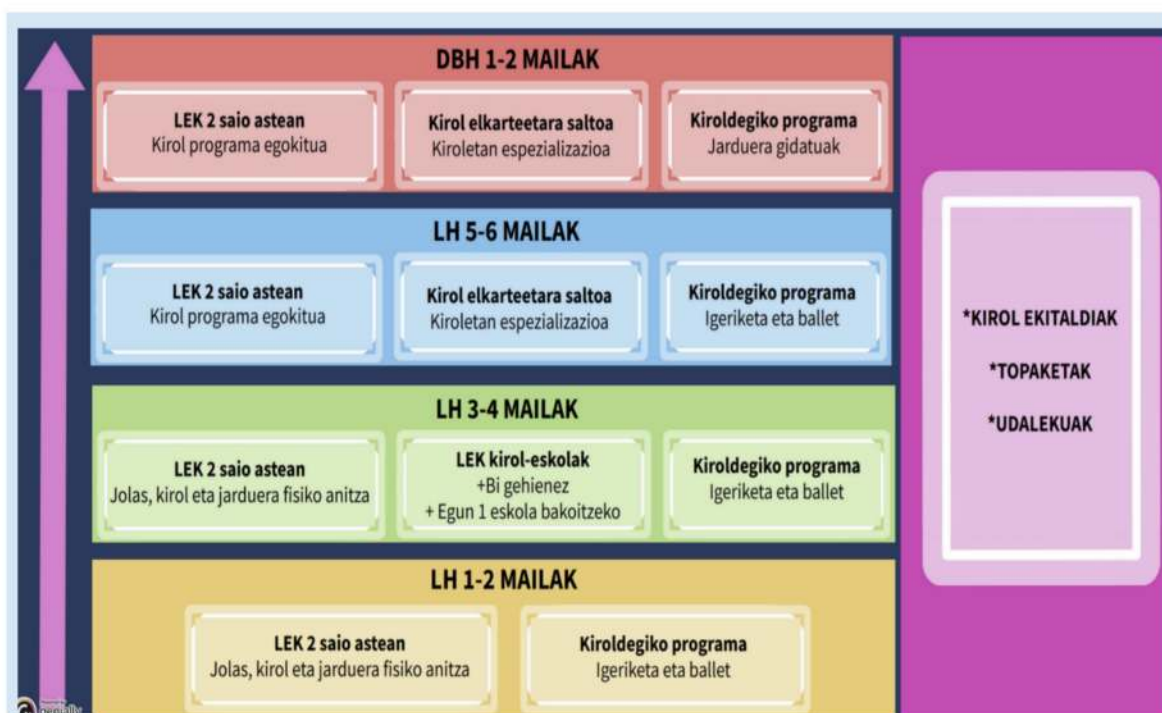 DBH 1-2 MAILAK
LEK 2 saio astean
Kirol programa egokitua
Kirol elkarteetara saltoa
Kiroletan espezializazioa
Kiroldegiko programa
Jarduera gidatuak
LH 5-6 MAILAK
LEK 2 saio astean
Kirol programa egokitua
Kirol elkarteetara saltoa
Kiroletan espezializazioa
Kiroldegiko programa
Igeriketa eta ballet
LH 3-4 MAILAK
LEK 2 saio astean
Jolas, kirol eta jarduera fisiko anitza
LEK kirol-eskolak
+Bi gehienez
+ Egun 1 eskola bakoitzeko
Kiroldegiko programa
Igeriketa eta ballet
LH 1-2 MAILAK
LEK 2 saio astean
Jolas, kirol eta jarduera fisiko anitza
Kiroldegiko programa
Igeriketa eta ballet
*KIROL EKITALDIAK
*TOPAKETAK
*UDALEKUAK